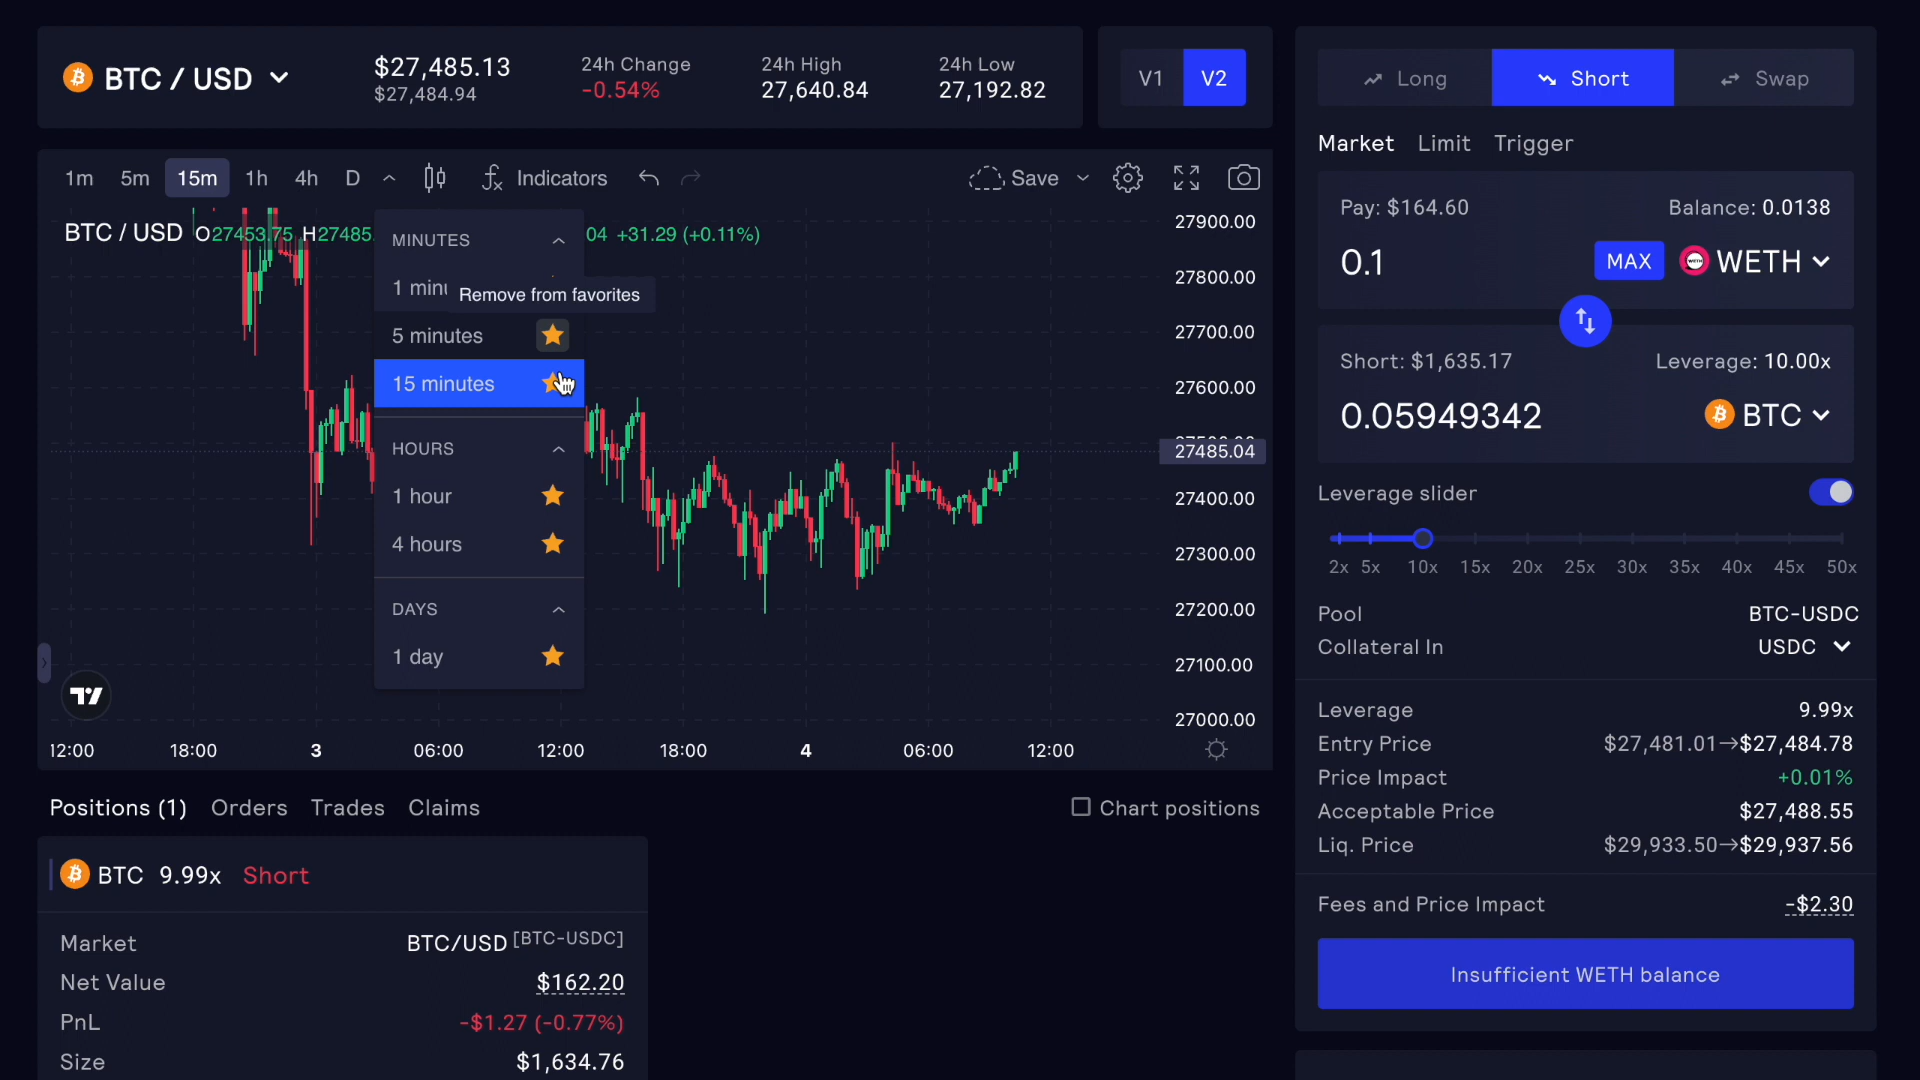 BTC / USD
$27,485.13
$27,484.94
24h Change
-0.54%
24h High
27,640.84
24h Low
27,192.82
V1 V2
1m 5m 15m 1h 4h D Indicators Save
BTC / USD O27453.75 H27485. 04 +31.29 (+0.11%)
MINUTES
1 minu
Remove from favorites
5 minutes
15 minutes
HOURS
1 hour
4 hours
DAYS
1 day
27900.00
27800.00
27700.00
27600.00
27485.04
27400.00
27300.00
27200.00
27100.00
27000.00
12:00 18:00 3 06:00 12:00 18:00 4 06:00 12:00
Positions (1) Orders Trades Claims Chart positions
BTC 9.99x Short
Market BTC/USD [BTC-USDC]
Net Value $162.20
PnL -$1.27 (-0.77%)
Size $1,634.76
Long Short Swap
Market Limit Trigger
Pay: $164.60 Balance: 0.0138
0.1 MAX WETH
Short: $1,635.17 Leverage: 10.00x
0.05949342 BTC
Leverage slider
2x 5x 10x 15x 20x 25x 30x 35x 40x 45x 50x
Pool BTC-USDC
Collateral In USDC
Leverage 9.99x
Entry Price $27,481.01→$27,484.78
Price Impact +0.01%
Acceptable Price $27,488.55
Liq. Price $29,933.50→$29,937.56
Fees and Price Impact -$2.30
Insufficient WETH balance